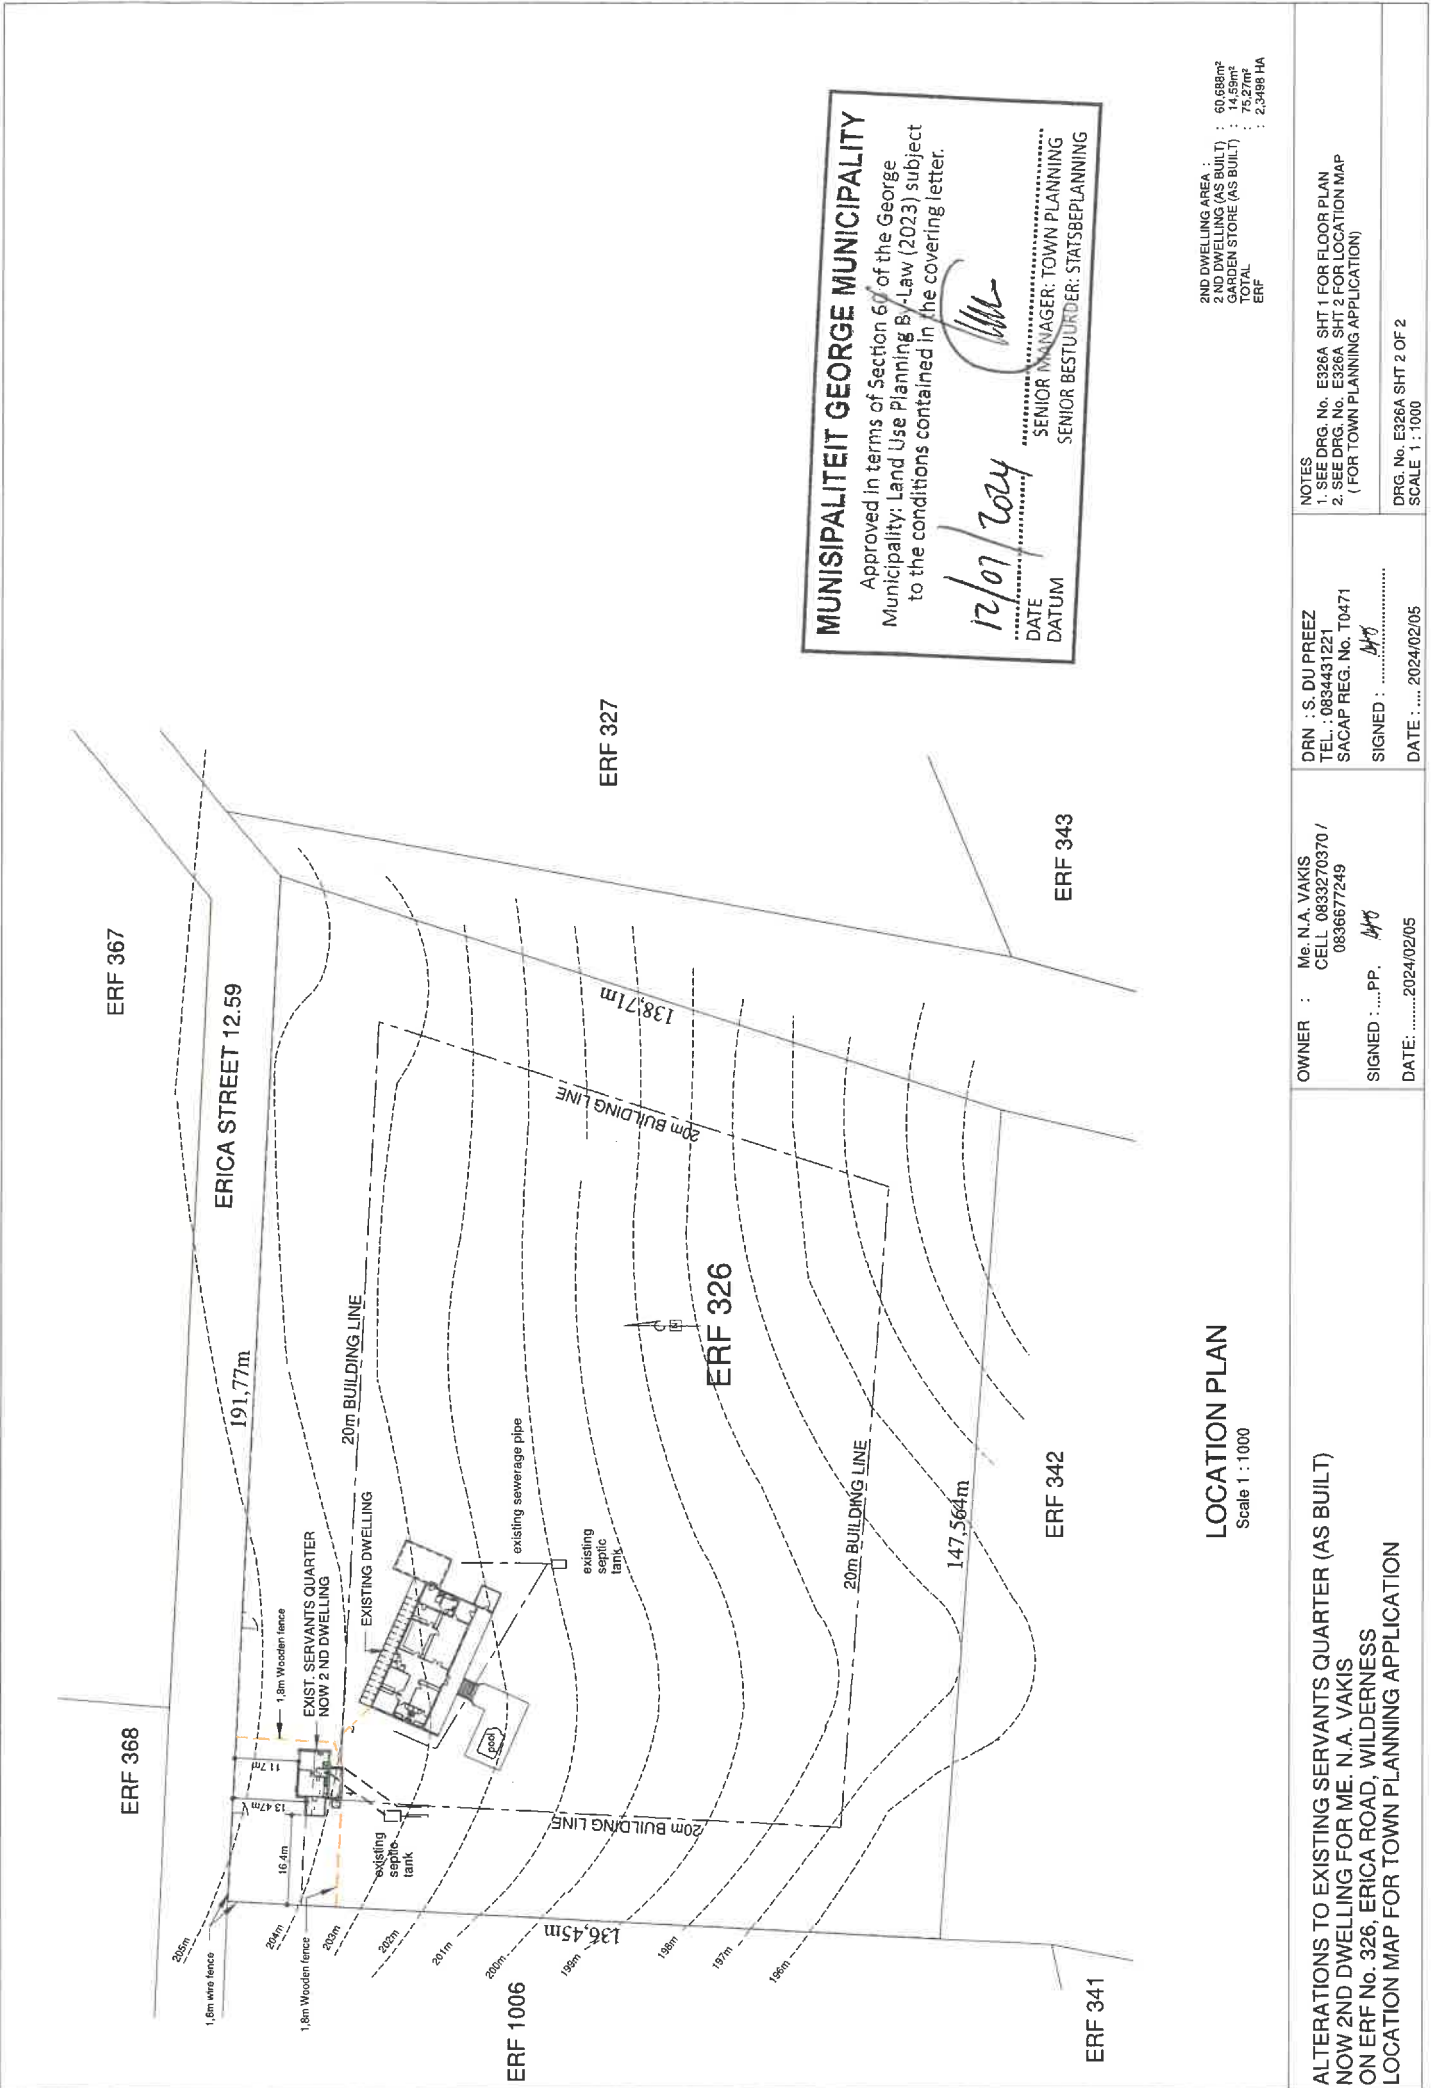 ERF 368
ERF 367
ERICA STREET 12.59
191,77m
1,8m Wooden fence
EXIST. SERVANTS QUARTER
NOW 2 ND DWELLING
20m BUILDING LINE
EXISTING DWELLING
11.7m
13.47m
16.4m
205m
204m
203m
202m
201m
200m
199m
198m
197m
196m
1,8m wire fence
1,8m Wooden fence
existing
septic
tank
pool
existing sewerage pipe
existing
septic
tank
20m BUILDING LINE
20m BUILDING LINE
20m BUILDING LINE
136,45m
138,71m
147,564m
ERF 326
ERF 327
ERF 343
ERF 342
ERF 1006
ERF 341
LOCATION PLAN
Scale 1 : 1000
MUNISIPALITEIT GEORGE MUNICIPALITY
Approved in terms of Section 60 of the George
Municipality: Land Use Planning By-Law (2023) subject
to the conditions contained in the covering letter.
12/07/2024
DATE
DATUM
SENIOR MANAGER: TOWN PLANNING
SENIOR BESTUURDER: STATSBEPLANNING
2ND DWELLING AREA :
2 ND DWELLING (AS BUILT) : 60,688m²
GARDEN STORE (AS BUILT) : 14,59m²
TOTAL : 75,27m²
ERF : 2,3498 HA
ALTERATIONS TO EXISTING SERVANTS QUARTER (AS BUILT)
NOW 2ND DWELLING FOR ME. N.A. VAKIS
ON ERF No. 326, ERICA ROAD, WILDERNESS
LOCATION MAP FOR TOWN PLANNING APPLICATION
OWNER : Me. N.A. VAKIS
CELL 0833270370 /
0836677249
SIGNED :....PP.
DATE: .........2024/02/05
DRN : S. DU PREEZ
TEL. : 0834431221
SACAP REG. No. T0471
SIGNED : ......................
DATE : .... 2024/02/05
NOTES
1. SEE DRG. No. E326A SHT 1 FOR FLOOR PLAN
2. SEE DRG. No. E326A SHT 2 FOR LOCATION MAP
( FOR TOWN PLANNING APPLICATION)
DRG. No. E326A SHT 2 OF 2
SCALE 1 : 1000